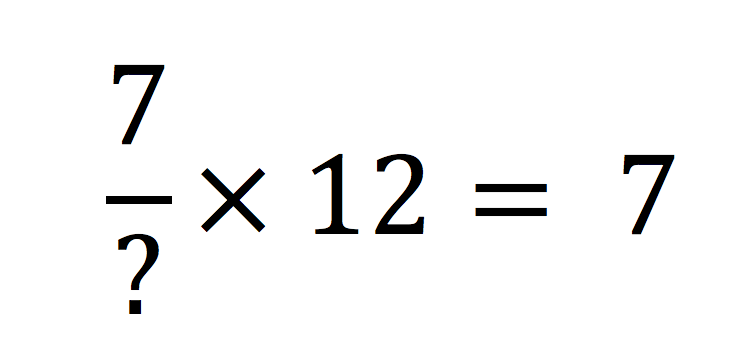 7/? × 12 = 7